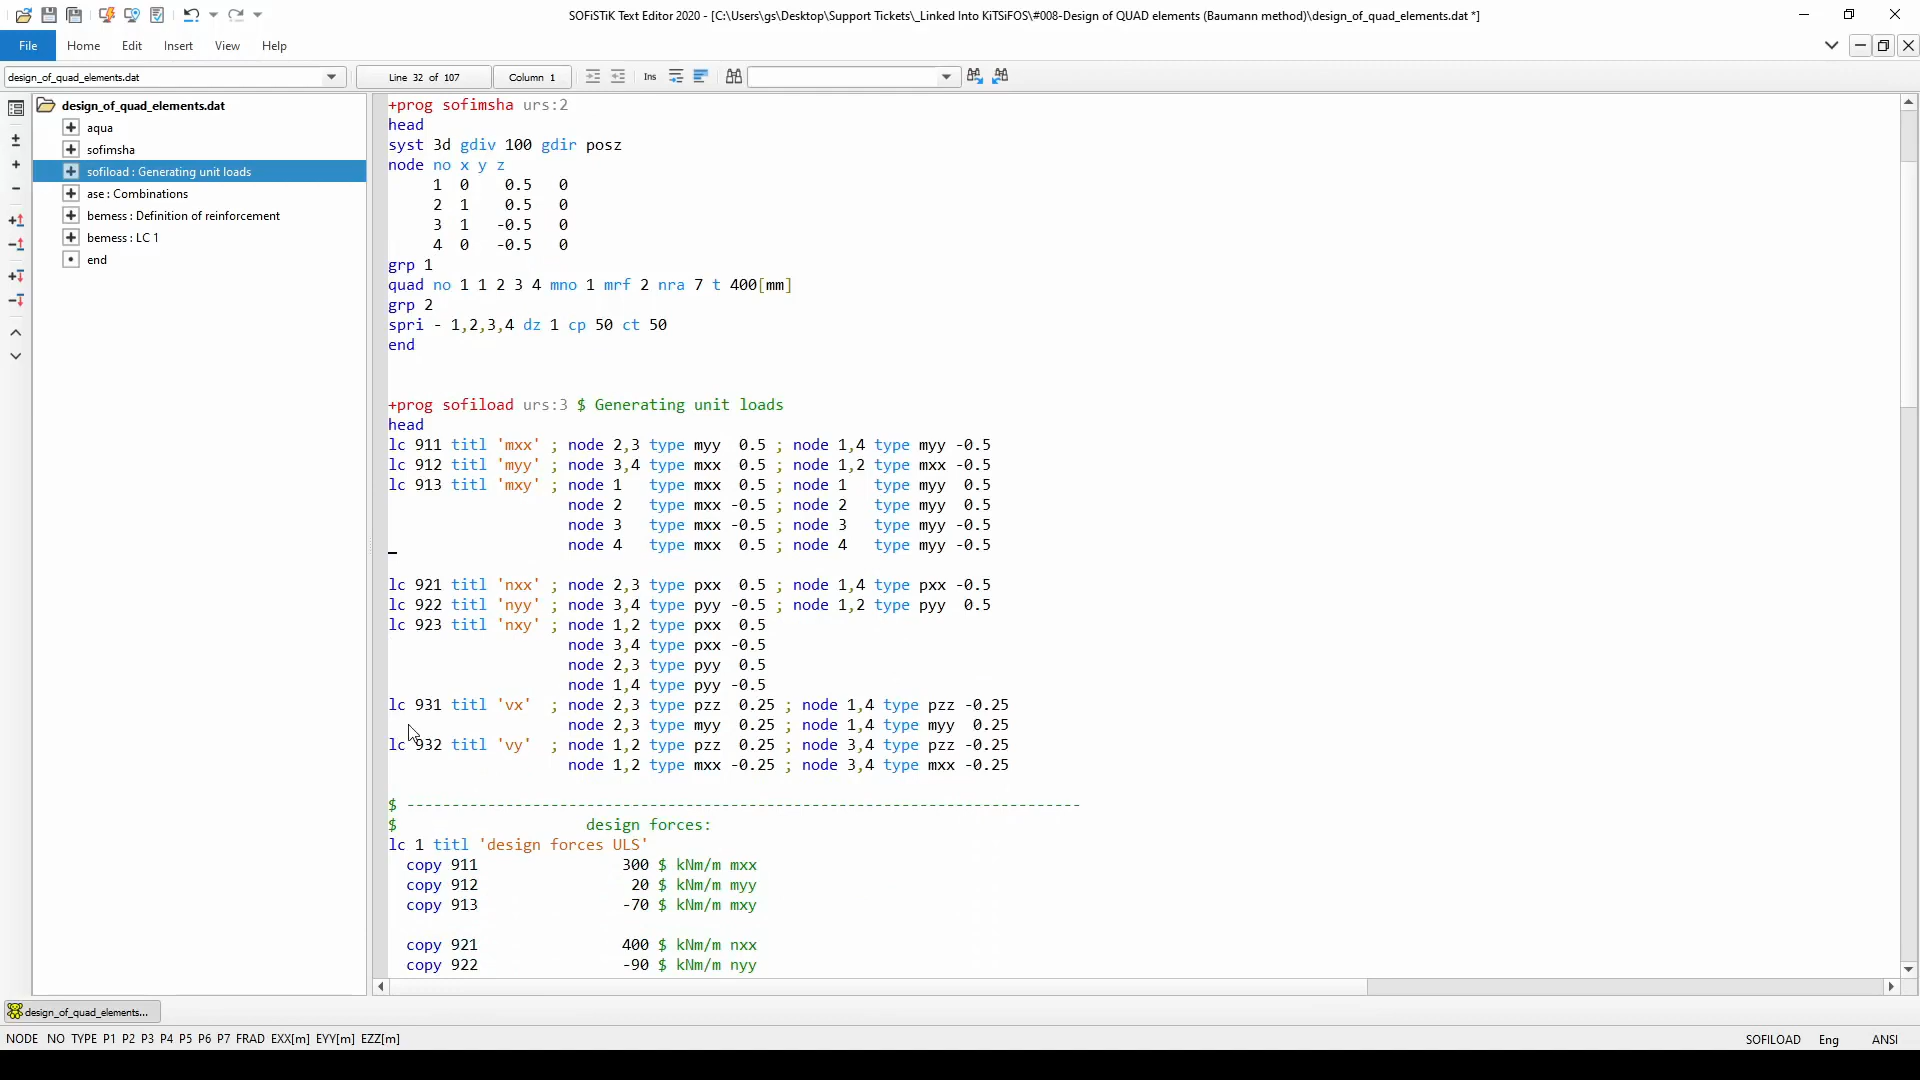 SOFiSTiK Text Editor 2020 - [C:\Users\gs\Desktop\Support Tickets\_Linked Into KiTSiFOS\#008-Design of QUAD elements (Baumann method)\design_of_quad_elements.dat *]
File Home Edit Insert View Help
design_of_quad_elements.dat Line 32 of 107 Column 1 Ins
design_of_quad_elements.dat
aqua
sofimsha
sofiload : Generating unit loads
ase : Combinations
bemess : Definition of reinforcement
bemess : LC 1
end
+prog sofimsha urs:2
head
syst 3d gdiv 100 gdir posz
node no x y z
1 0 0.5 0
2 1 0.5 0
3 1 -0.5 0
4 0 -0.5 0
grp 1
quad no 1 1 2 3 4 mno 1 mrf 2 nra 7 t 400[mm]
grp 2
spri - 1,2,3,4 dz 1 cp 50 ct 50
end
+prog sofiload urs:3 $ Generating unit loads
head
lc 911 titl 'mxx' ; node 2,3 type myy 0.5 ; node 1,4 type myy -0.5
lc 912 titl 'myy' ; node 3,4 type mxx 0.5 ; node 1,2 type mxx -0.5
lc 913 titl 'mxy' ; node 1 type mxx 0.5 ; node 1 type myy 0.5
node 2 type mxx -0.5 ; node 2 type myy 0.5
node 3 type mxx -0.5 ; node 3 type myy -0.5
node 4 type mxx 0.5 ; node 4 type myy -0.5
lc 921 titl 'nxx' ; node 2,3 type pxx 0.5 ; node 1,4 type pxx -0.5
lc 922 titl 'nyy' ; node 3,4 type pyy -0.5 ; node 1,2 type pyy 0.5
lc 923 titl 'nxy' ; node 1,2 type pxx 0.5
node 3,4 type pxx -0.5
node 2,3 type pyy 0.5
node 1,4 type pyy -0.5
lc 931 titl 'vx' ; node 2,3 type pzz 0.25 ; node 1,4 type pzz -0.25
node 2,3 type myy 0.25 ; node 1,4 type myy 0.25
lc 932 titl 'vy' ; node 1,2 type pzz 0.25 ; node 3,4 type pzz -0.25
node 1,2 type mxx -0.25 ; node 3,4 type mxx -0.25
$ ---------------------------------------------------------------------------
$ design forces:
lc 1 titl 'design forces ULS'
copy 911 300 $ kNm/m mxx
copy 912 20 $ kNm/m myy
copy 913 -70 $ kNm/m mxy
copy 921 400 $ kNm/m nxx
copy 922 -90 $ kNm/m nyy
design_of_quad_elements...
NODE NO TYPE P1 P2 P3 P4 P5 P6 P7 FRAD EXX[m] EYY[m] EZZ[m] SOFILOAD Eng ANSI